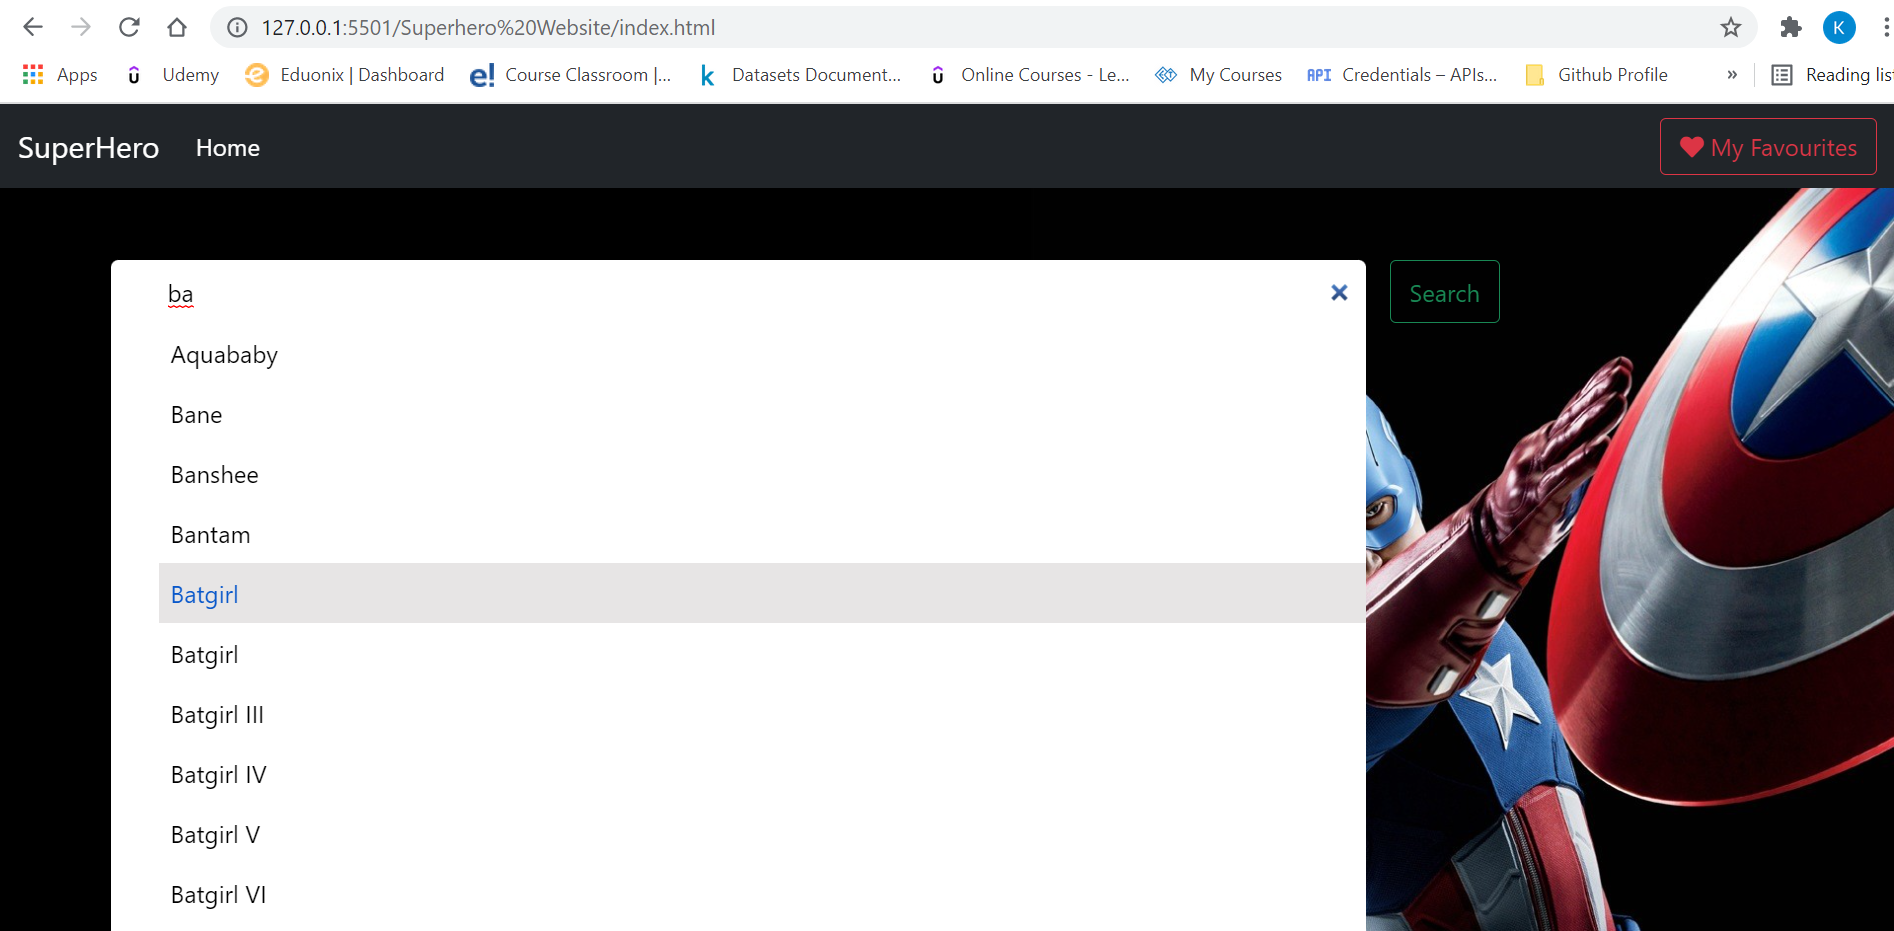 127.0.0.1:5501/Superhero%20Website/index.html
K
Apps Udemy Eduonix | Dashboard e! Course Classroom |... k Datasets Document... Online Courses - Le... My Courses API Credentials – APIs... Github Profile » Reading list
SuperHero Home My Favourites
ba Search
Aquababy
Bane
Banshee
Bantam
Batgirl
Batgirl
Batgirl III
Batgirl IV
Batgirl V
Batgirl VI